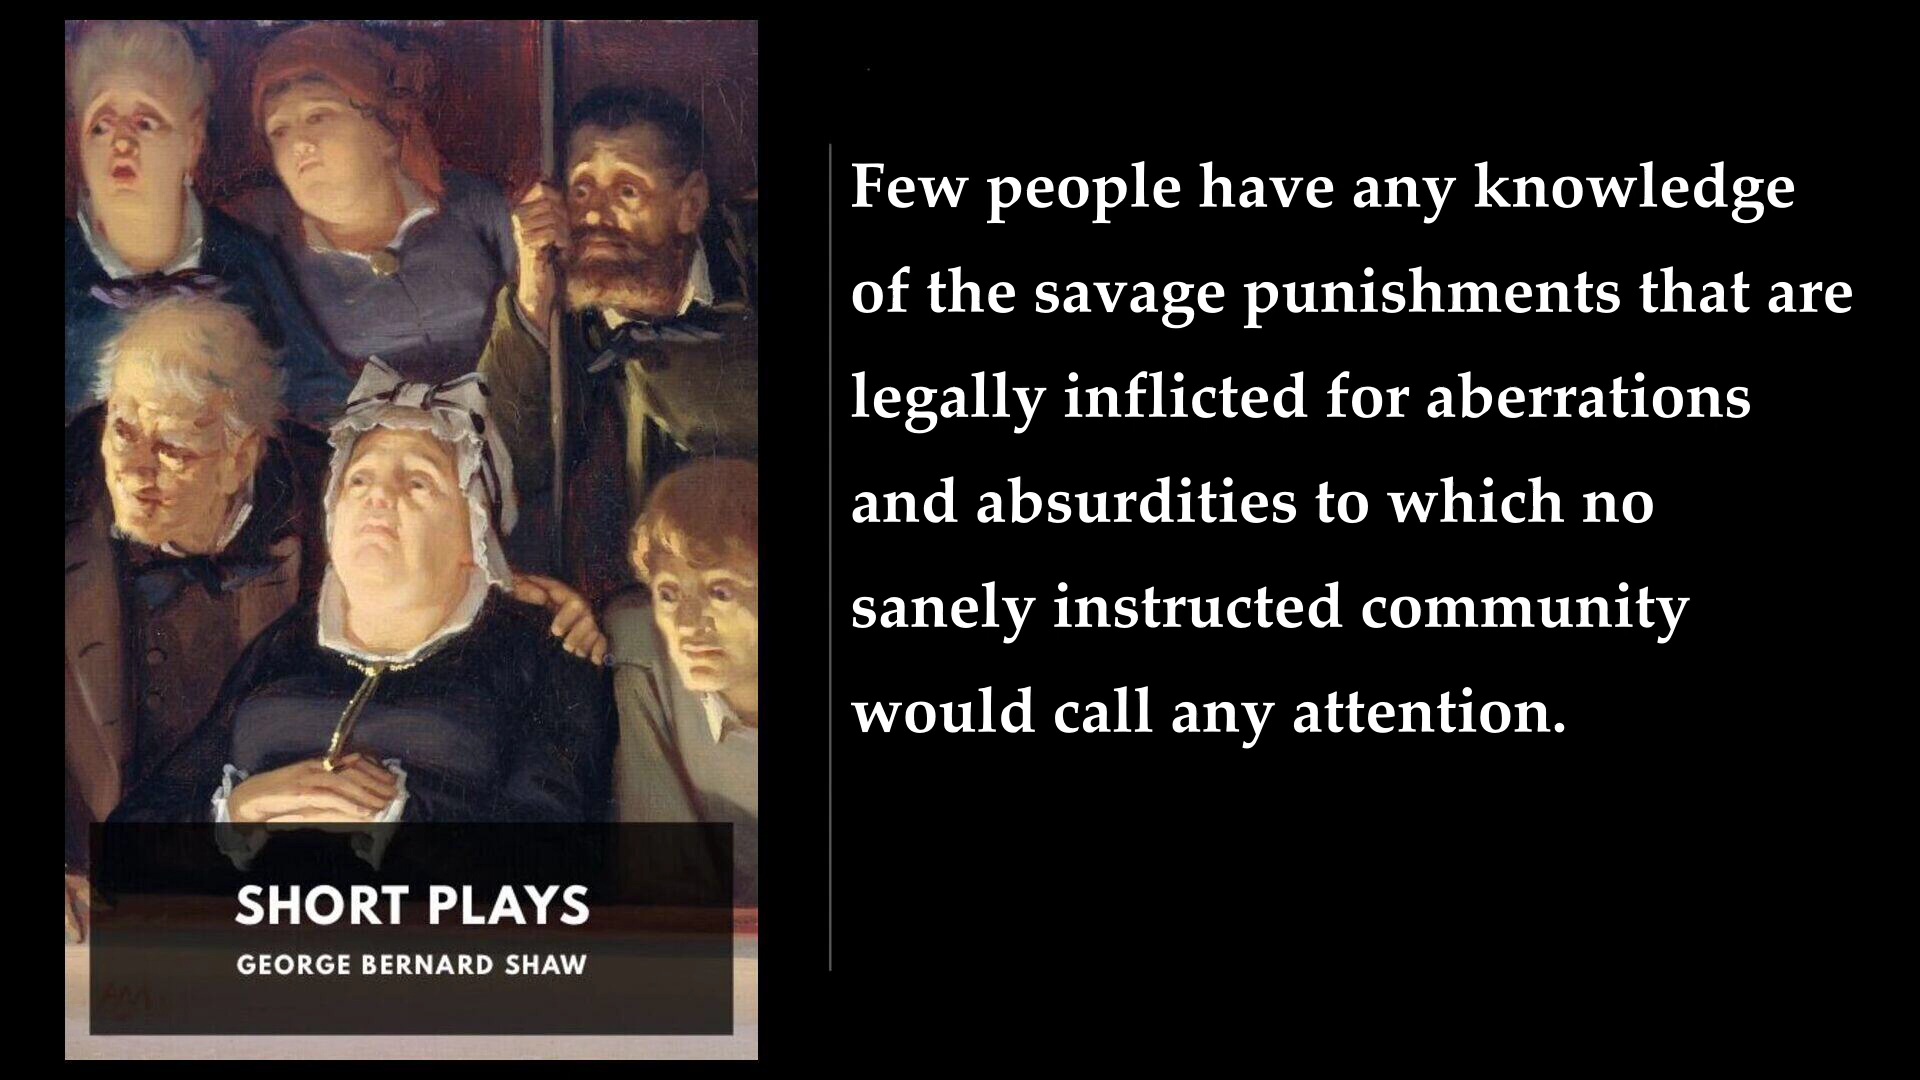 Few people have any knowledge
of the savage punishments that are
legally inflicted for aberrations
and absurdities to which no
sanely instructed community
would call any attention.
SHORT PLAYS
GEORGE BERNARD SHAW